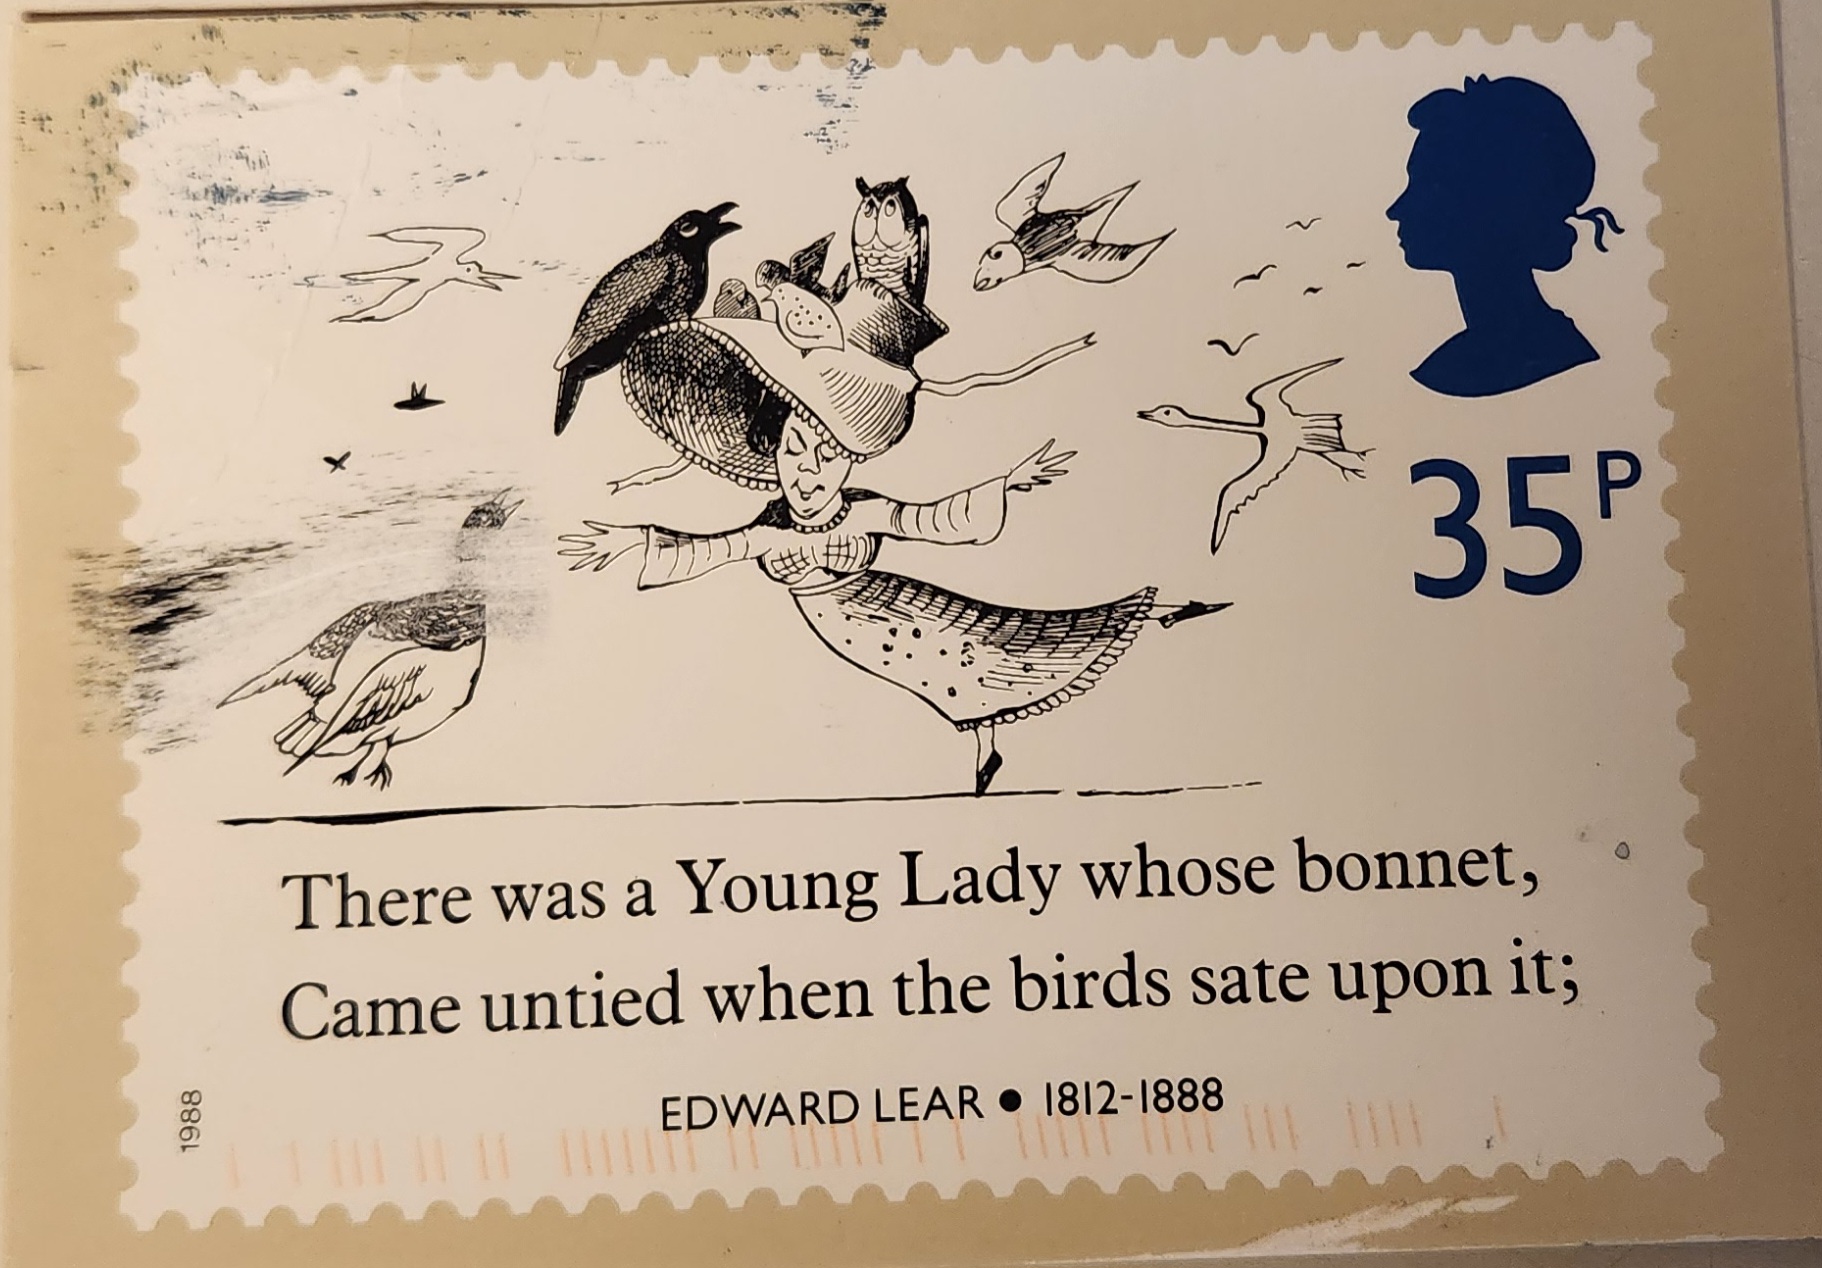 35P
There was a Young Lady whose bonnet,
Came untied when the birds sate upon it;
EDWARD LEAR • 1812-1888
1988